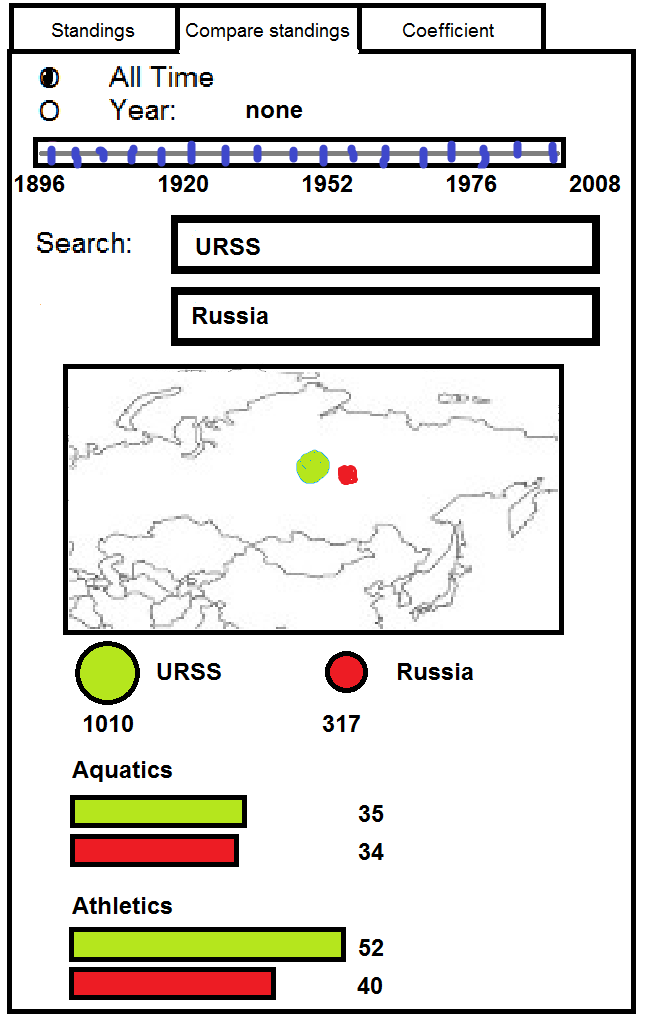 Standings Compare standings Coefficient
All Time
Year: none
1896 1920 1952 1976 2008
Search: URSS
Russia
URSS Russia
1010 317
Aquatics
35
34
Athletics
52
40